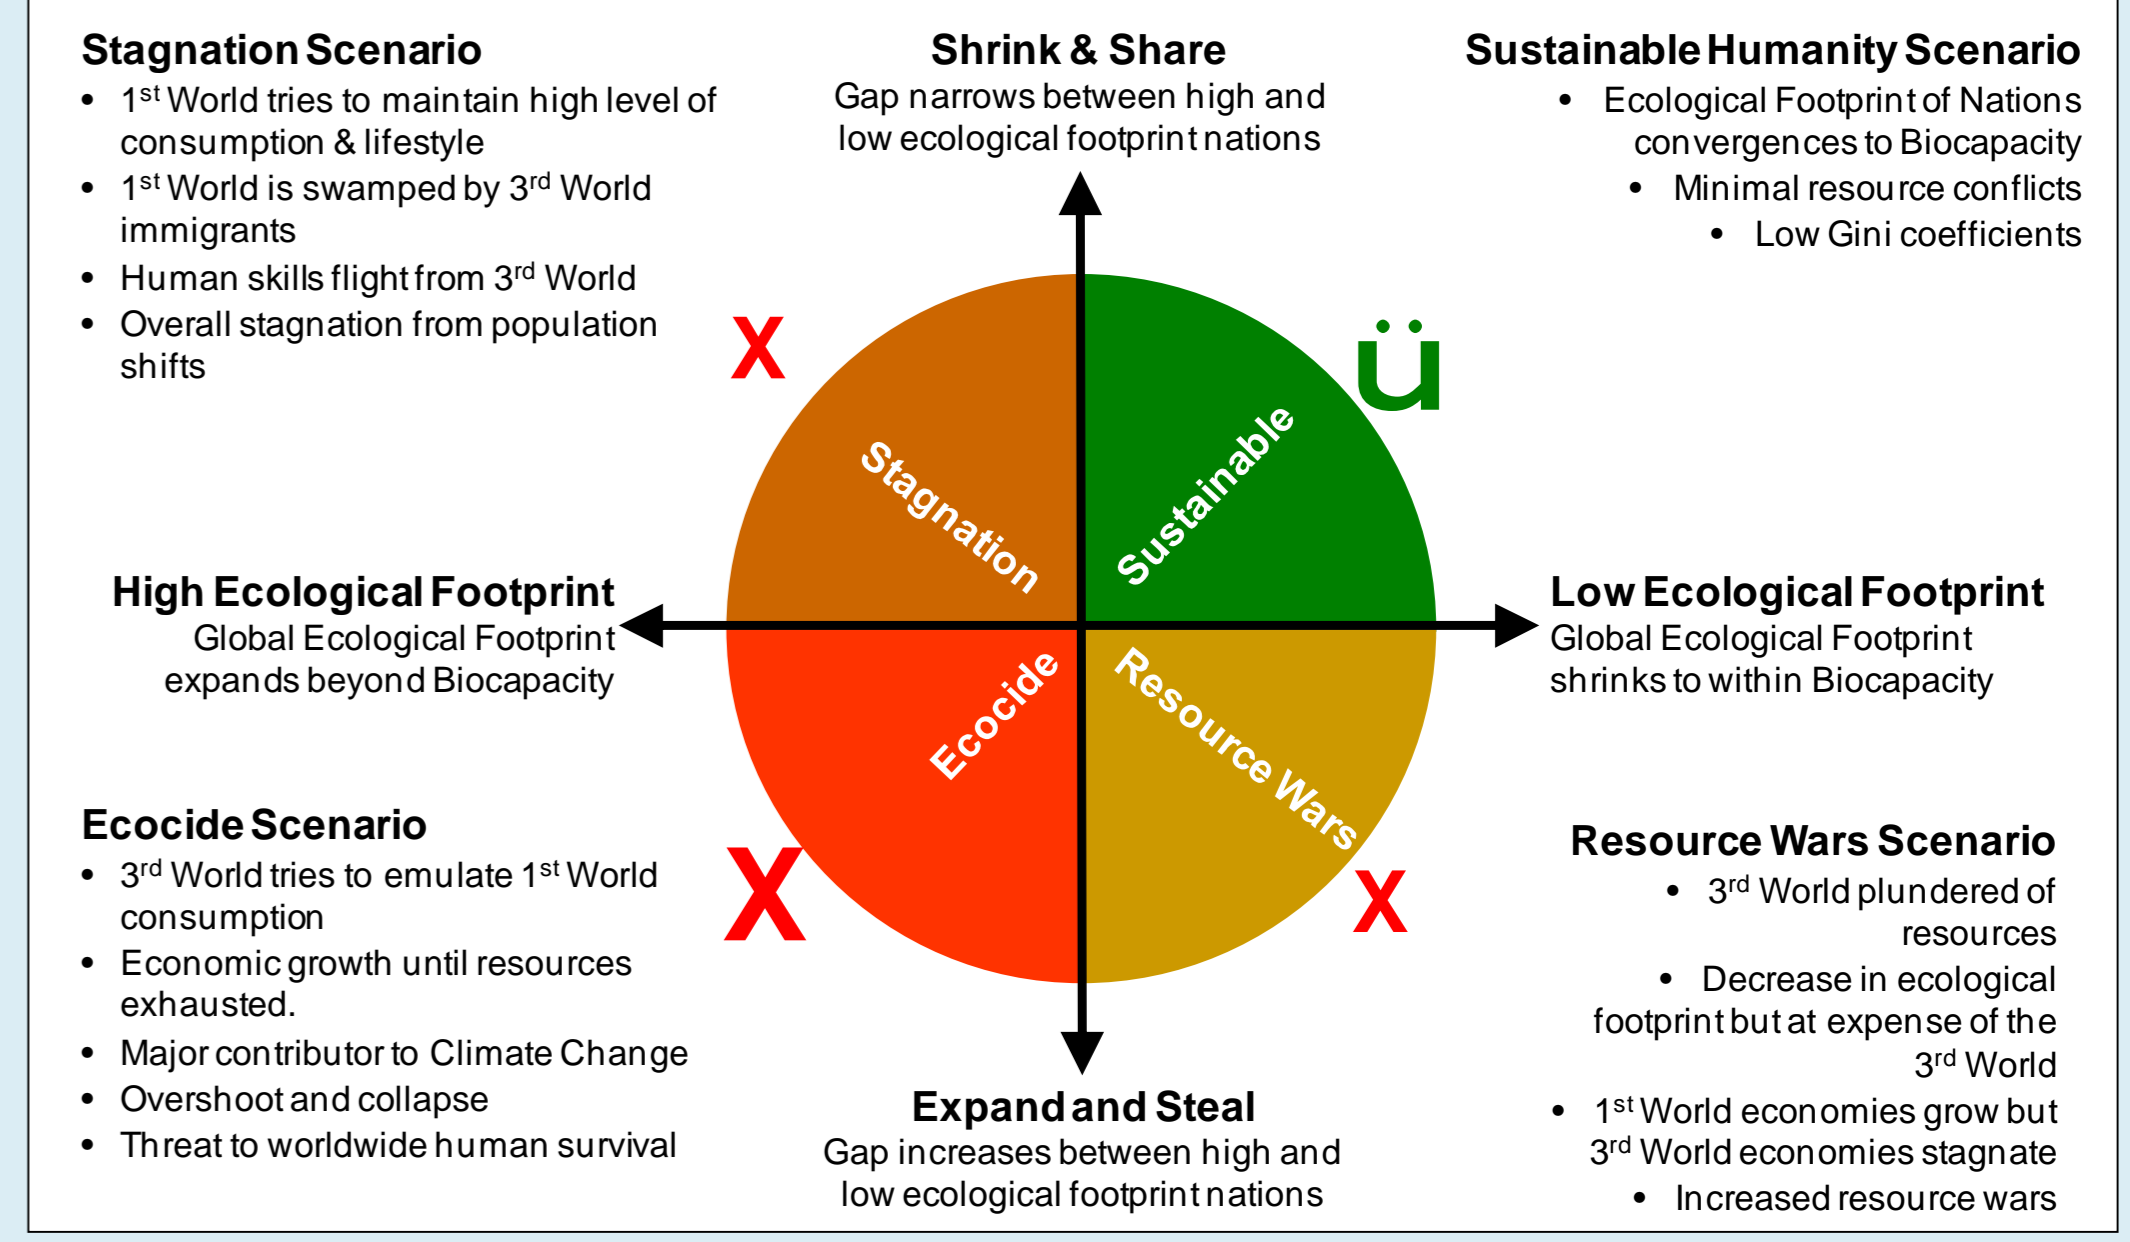 Stagnation Scenario
• 1st World tries to maintain high level of
consumption & lifestyle
• 1st World is swamped by 3rd World
immigrants
• Human skills flight from 3rd World
• Overall stagnation from population
shifts
Shrink & Share
Gap narrows between high and
low ecological footprint nations
Sustainable Humanity Scenario
• Ecological Footprint of Nations
convergences to Biocapacity
• Minimal resource conflicts
• Low Gini coefficients
X
ü
Stagnation
Sustainable
High Ecological Footprint
Global Ecological Footprint
expands beyond Biocapacity
Low Ecological Footprint
Global Ecological Footprint
shrinks to within Biocapacity
Ecocide
Resource Wars
X
X
Ecocide Scenario
• 3rd World tries to emulate 1st World
consumption
• Economic growth until resources
exhausted.
• Major contributor to Climate Change
• Overshoot and collapse
• Threat to worldwide human survival
Expand and Steal
Gap increases between high and
low ecological footprint nations
Resource Wars Scenario
• 3rd World plundered of
resources
• Decrease in ecological
footprint but at expense of the
3rd World
• 1st World economies grow but
3rd World economies stagnate
• Increased resource wars